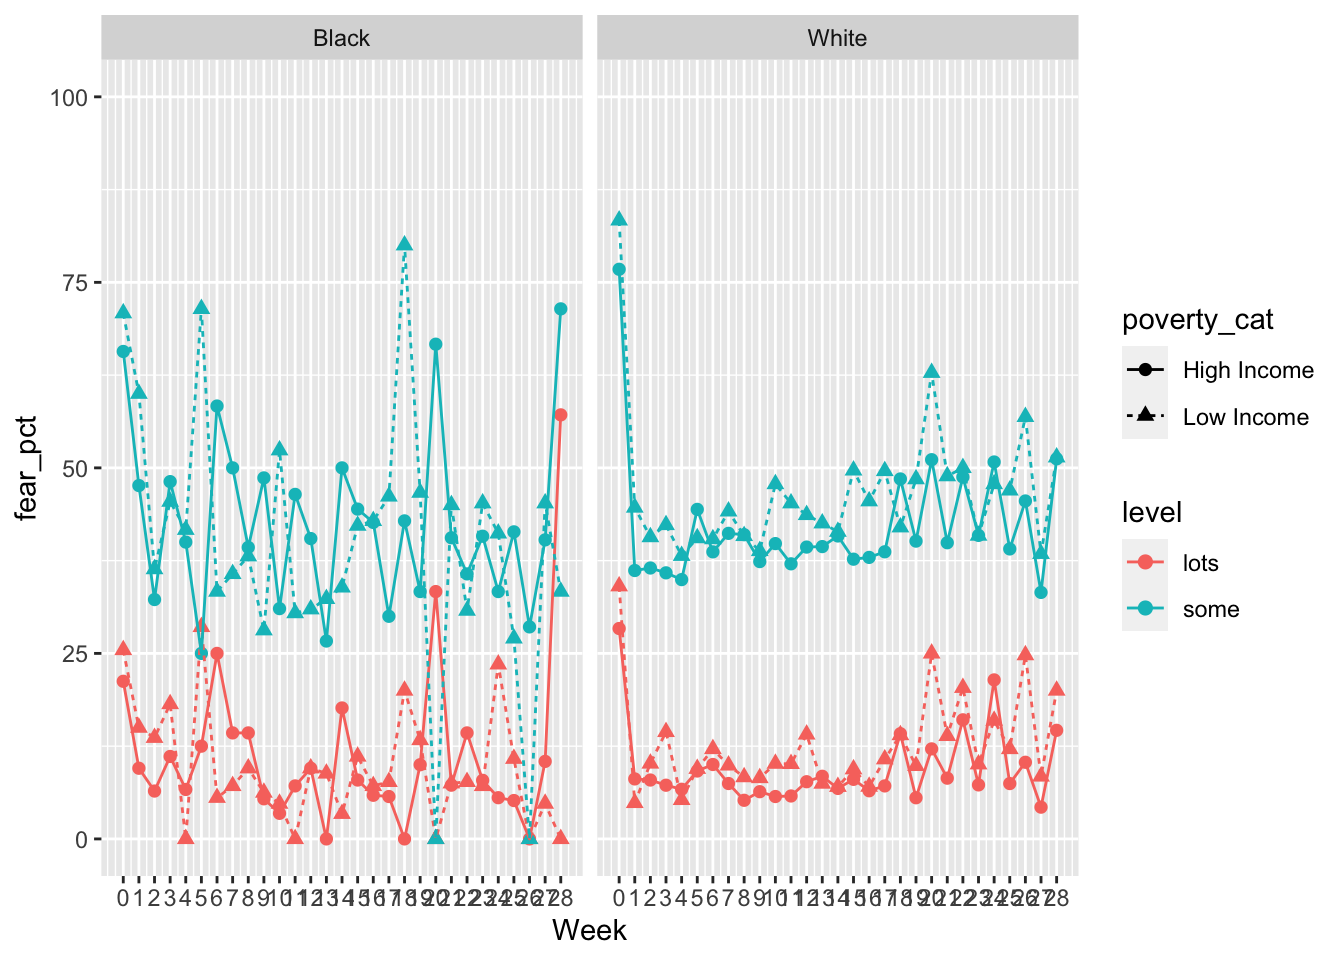 Black
White
100
75
50
25
0
fear_pct
0 1 2 3 4 5 6 7 8 9 10 11 12 13 14 15 16 17 18 19 20 21 22 23 24 25 26 27 28
0 1 2 3 4 5 6 7 8 9 10 11 12 13 14 15 16 17 18 19 20 21 22 23 24 25 26 27 28
Week
poverty_cat
High Income
Low Income
level
lots
some